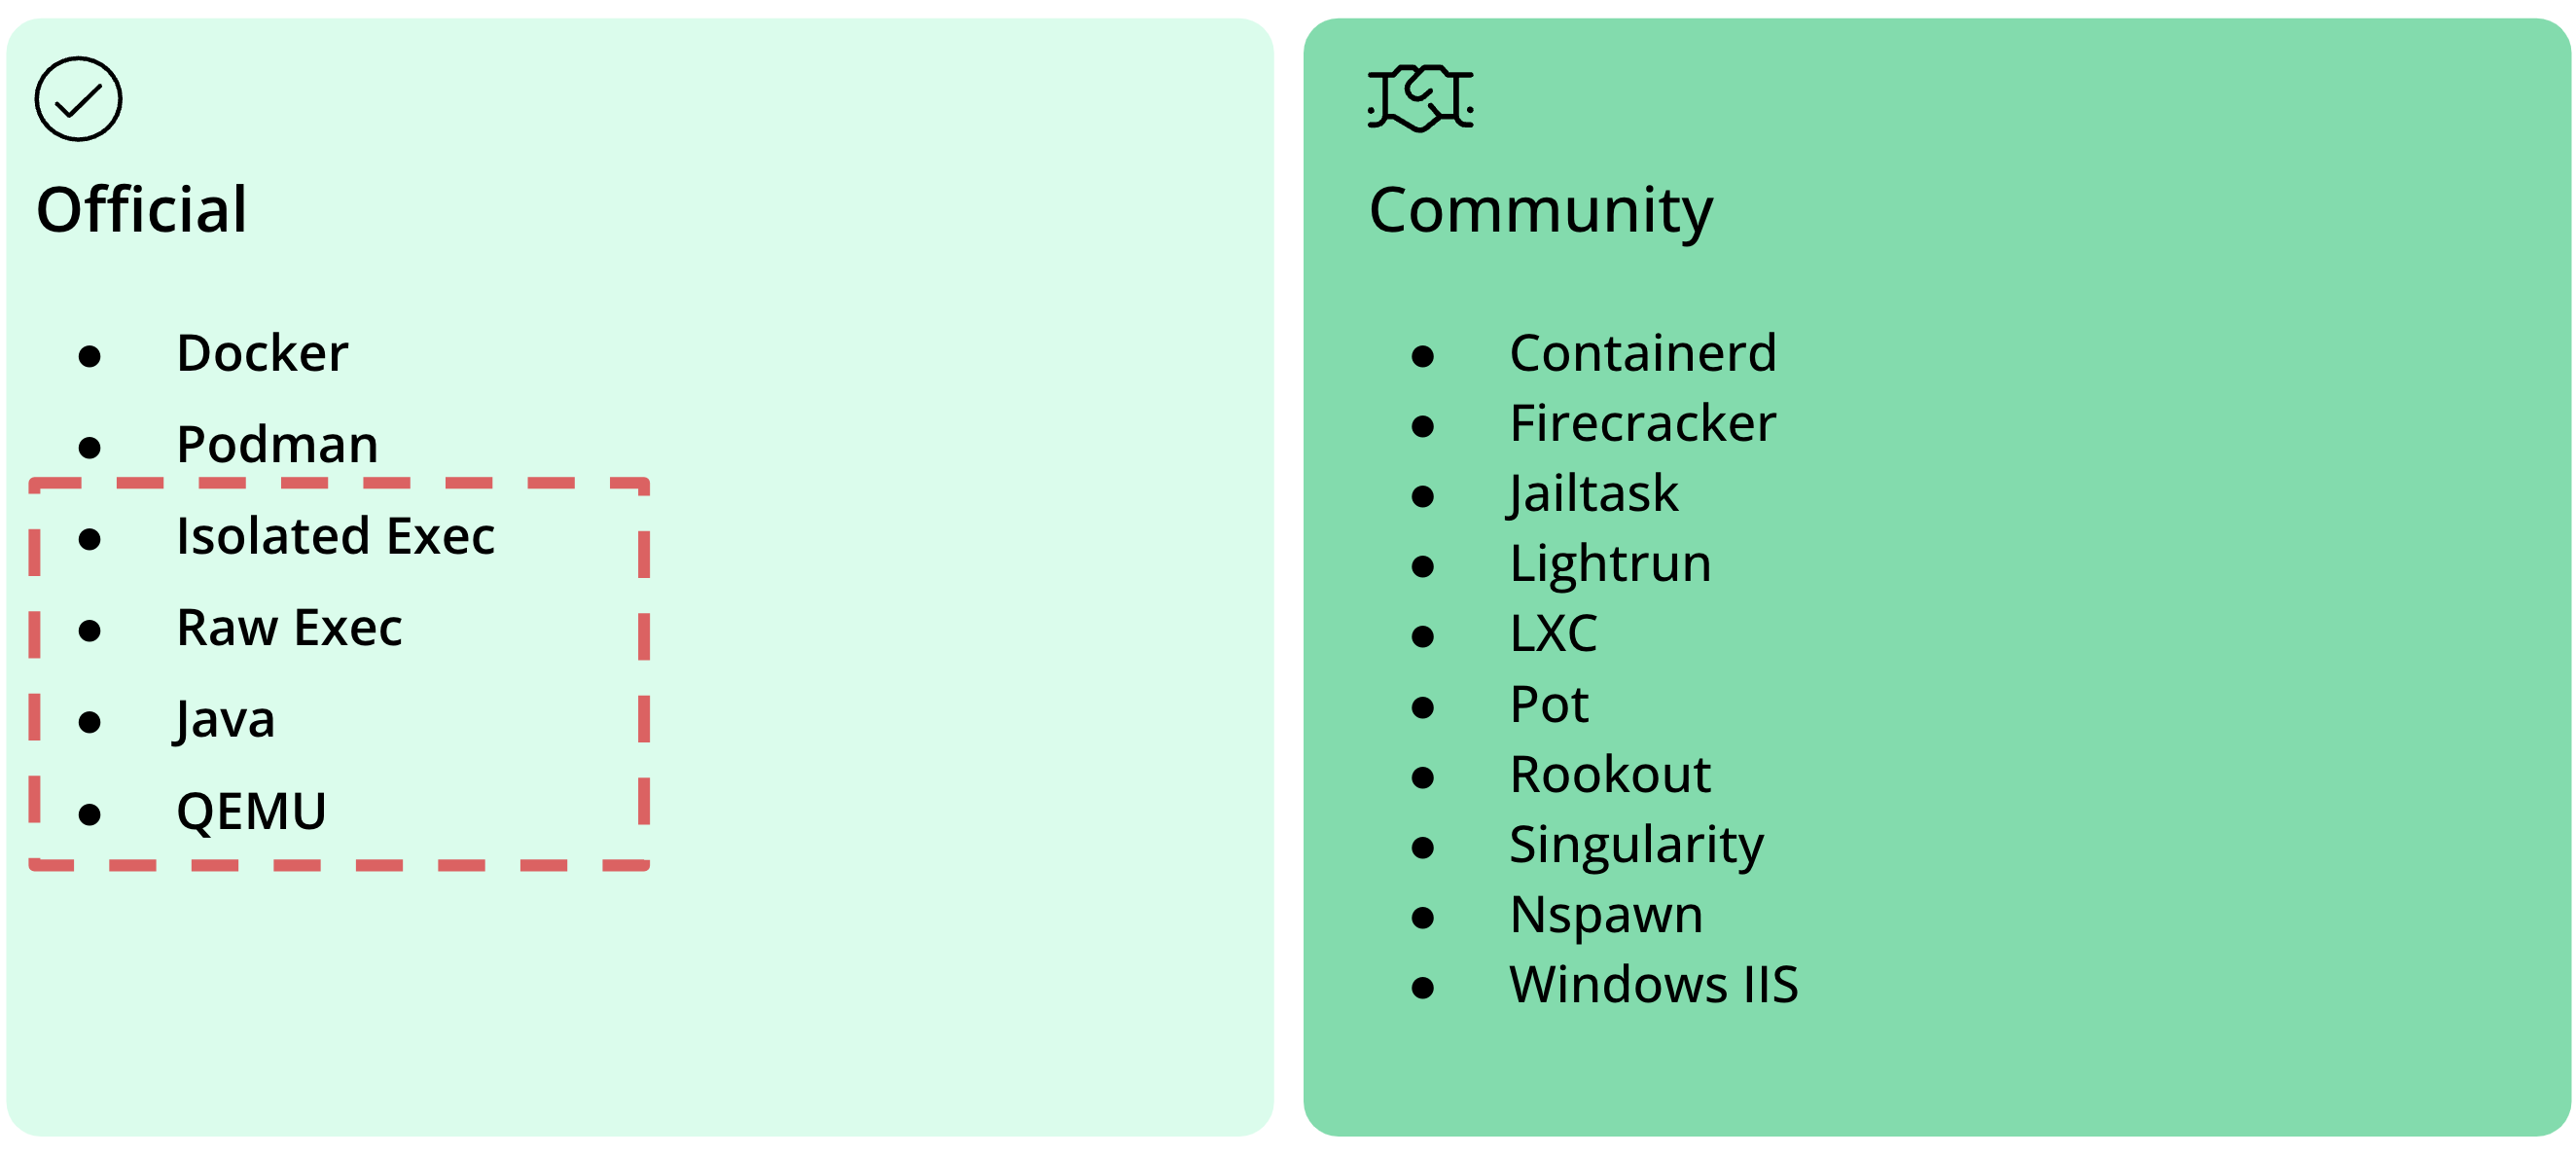 Official
• Docker
• Podman
• Isolated Exec
• Raw Exec
• Java
• QEMU
Community
• Containerd
• Firecracker
• Jailtask
• Lightrun
• LXC
• Pot
• Rookout
• Singularity
• Nspawn
• Windows IIS